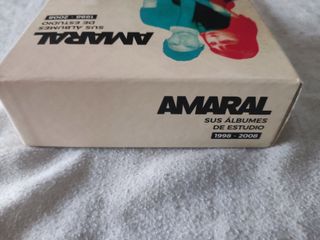 AMARAL
SUS ÁLBUMES
DE ESTUDIO
1998 - 2008
AMARAL
SUS ÁLBUMES
DE ESTUDIO
1998 - 2008